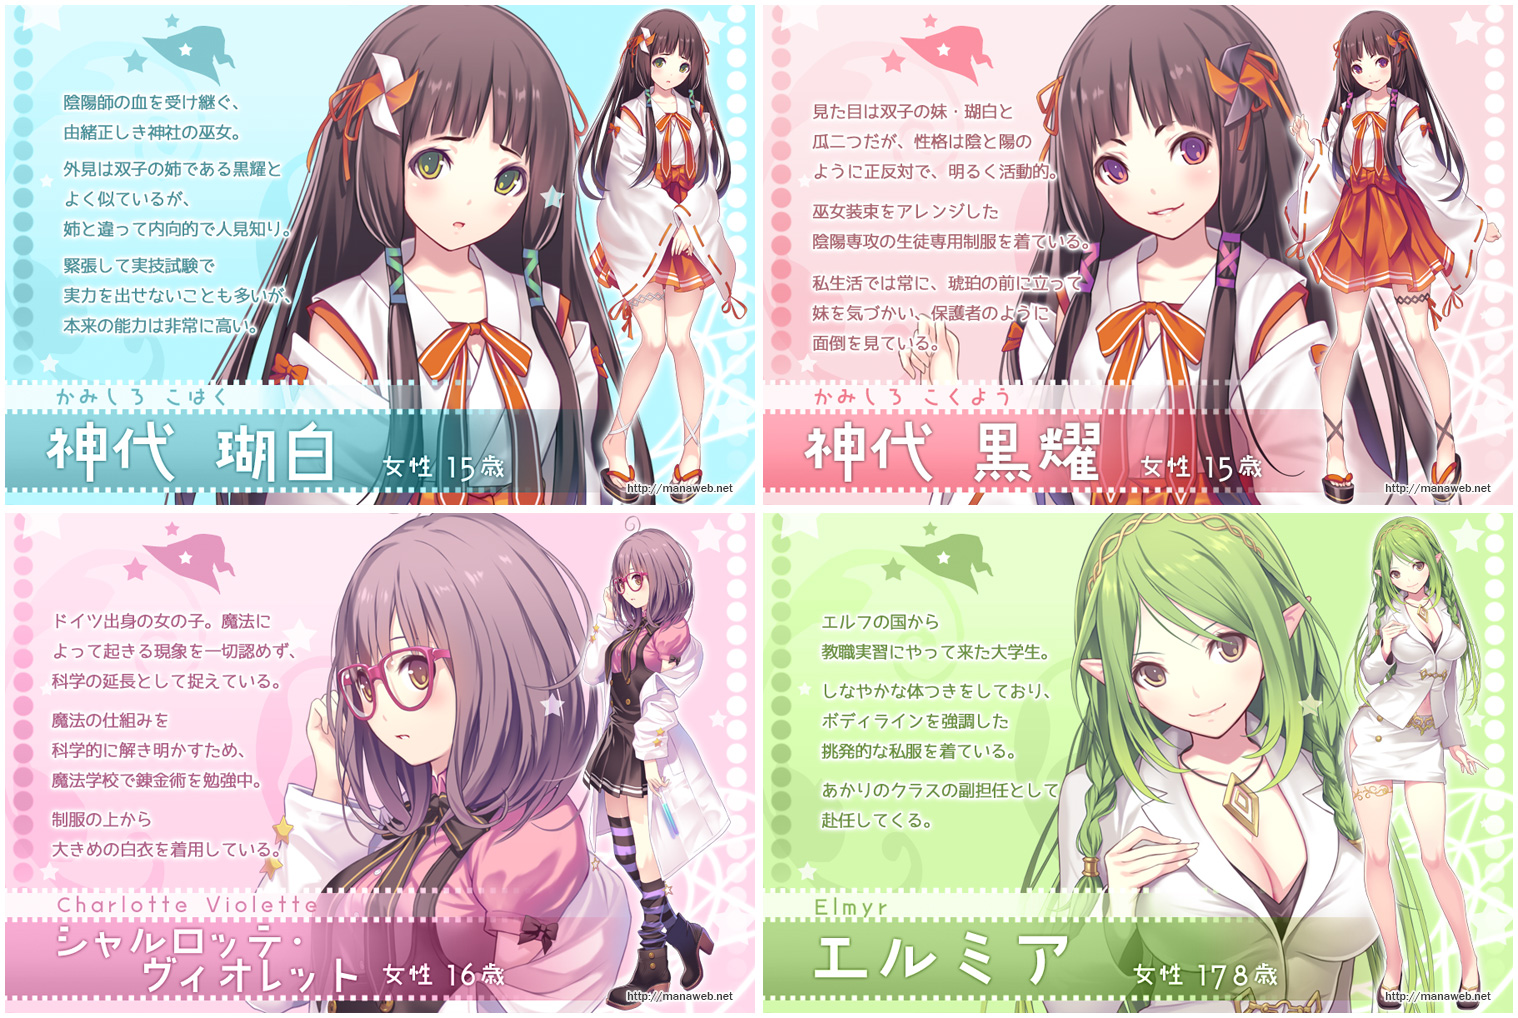 陰陽師の血を受け継ぐ、
由緒正しき神社の巫女。
外見は双子の姉である黒耀と
よく似ているが、
姉と違って内向的で人見知り。
緊張して実技試験で
実力を出せないことも多いが、
本来の能力は非常に高い。
かみしろ こはく
神代 瑚白
女性 15歳
http://manaweb.net
見た目は双子の妹・瑚白と
瓜二つだが、性格は陰と陽の
ように正反対で、明るく活動的。
巫女装束をアレンジした
陰陽専攻の生徒専用制服を着ている。
私生活では常に、琥珀の前に立って
妹を気づかい、保護者のように
面倒を見ている。
かみしろ こくよう
神代 黒耀
女性 15歳
http://manaweb.net
ドイツ出身の女の子。魔法に
よって起きる現象を一切認めず、
科学の延長として捉えている。
魔法の仕組みを
科学的に解き明かすため、
魔法学校で錬金術を勉強中。
制服の上から
大きめの白衣を着用している。
Charlotte Violette
シャルロッテ・
ヴィオレット
女性 16歳
http://manaweb.net
エルフの国から
教職実習にやって来た大学生。
しなやかな体つきをしており、
ボディラインを強調した
挑発的な私服を着ている。
あかりのクラスの副担任として
赴任してくる。
Elmyr
エルミア
女性 178歳
http://manaweb.net